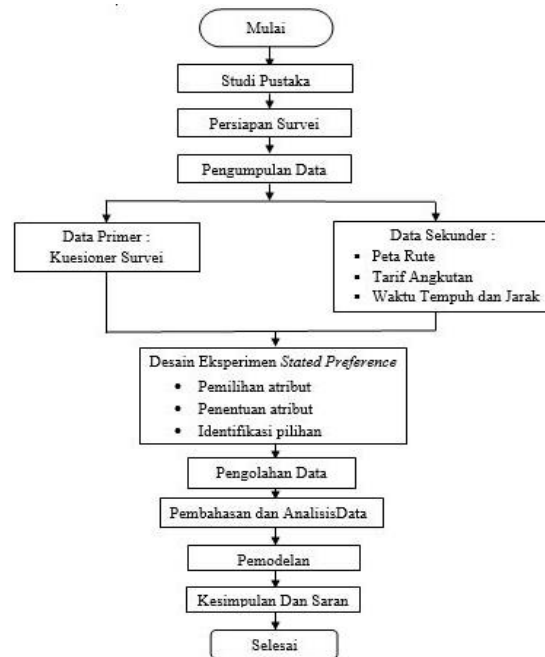 Mulai
Studi Pustaka
Persiapan Survei
Pengumpulan Data
Data Primer :
Kuesioner Survei
Data Sekunder :
▪ Peta Rute
▪ Tarif Angkutan
▪ Waktu Tempuh dan Jarak
Desain Eksperimen Stated Preference
• Pemilihan atribut
• Penentuan atribut
• Identifikasi pilihan
Pengolahan Data
Pembahasan dan AnalisisData
Pemodelan
Kesimpulan Dan Saran
Selesai